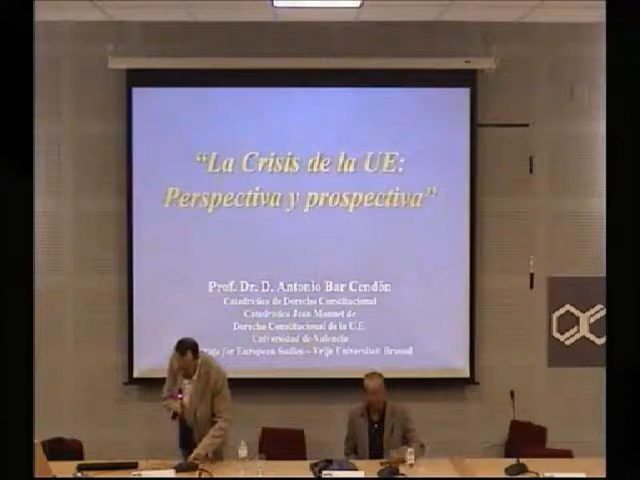 “La Crisis de la UE:
Perspectiva y prospectiva”
Prof. Dr. D. Antonio Bar Cendón
Catedrático de Derecho Constitucional
Catedrático Jean Monnet de
Derecho Constitucional de la U.E.
Universidad de Valencia
for European Studies – Vrije Universiteit Brussel